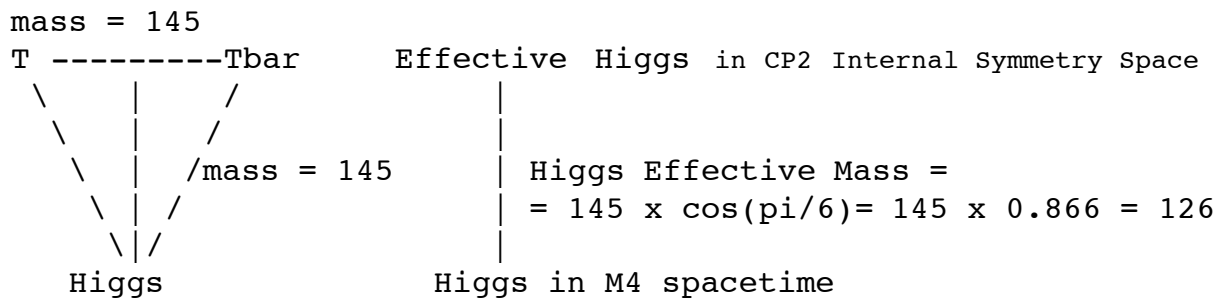 mass = 145
T ---------Tbar Effective Higgs in CP2 Internal Symmetry Space
mass = 145 Higgs Effective Mass =
= 145 x cos(pi/6)= 145 x 0.866 = 126
Higgs Higgs in M4 spacetime